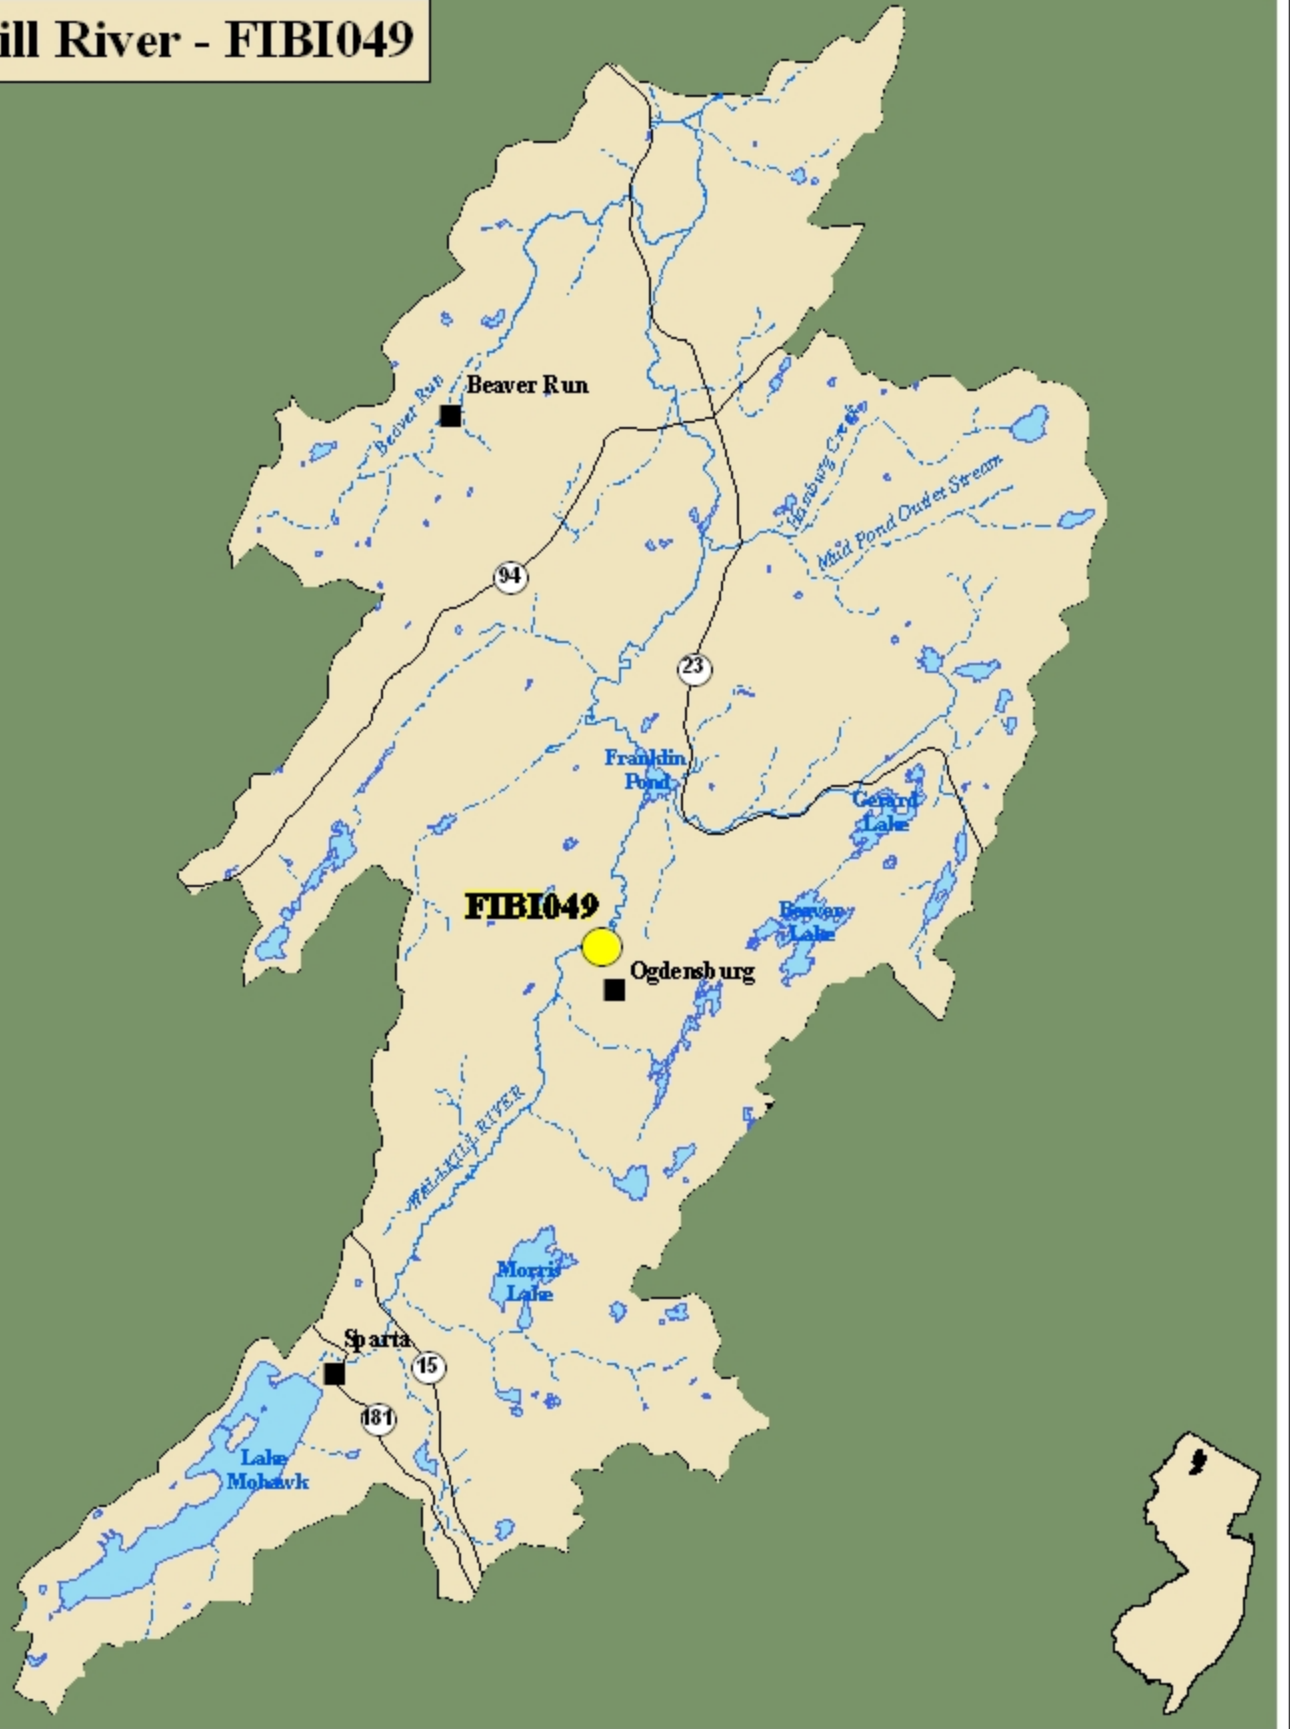 ill River - FIBI049
Beaver Run
Beaver Run
Hamburg Creek
Mud Pond Outlet Stream
94
23
Franklin
Pond
Gerard
Lake
FIBI049
Beaver
Lake
Ogdensburg
WALLKILL RIVER
Morris
Lake
Sparta
15
181
Lake
Mohawk